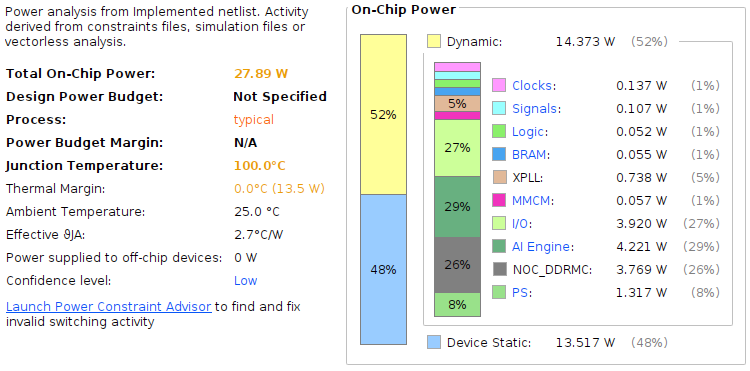 Power analysis from Implemented netlist. Activity
derived from constraints files, simulation files or
vectorless analysis.
Total On-Chip Power: 27.89 W
Design Power Budget: Not Specified
Process: typical
Power Budget Margin: N/A
Junction Temperature: 100.0°C
Thermal Margin: 0.0°C (13.5 W)
Ambient Temperature: 25.0 °C
Effective ϑJA: 2.7°C/W
Power supplied to off-chip devices: 0 W
Confidence level: Low
Launch Power Constraint Advisor to find and fix
invalid switching activity
On-Chip Power
52%
48%
Dynamic: 14.373 W (52%)
5%
27%
29%
26%
8%
Clocks: 0.137 W (1%)
Signals: 0.107 W (1%)
Logic: 0.052 W (1%)
BRAM: 0.055 W (1%)
XPLL: 0.738 W (5%)
MMCM: 0.057 W (1%)
I/O: 3.920 W (27%)
AI Engine: 4.221 W (29%)
NOC_DDRMC: 3.769 W (26%)
PS: 1.317 W (8%)
Device Static: 13.517 W (48%)